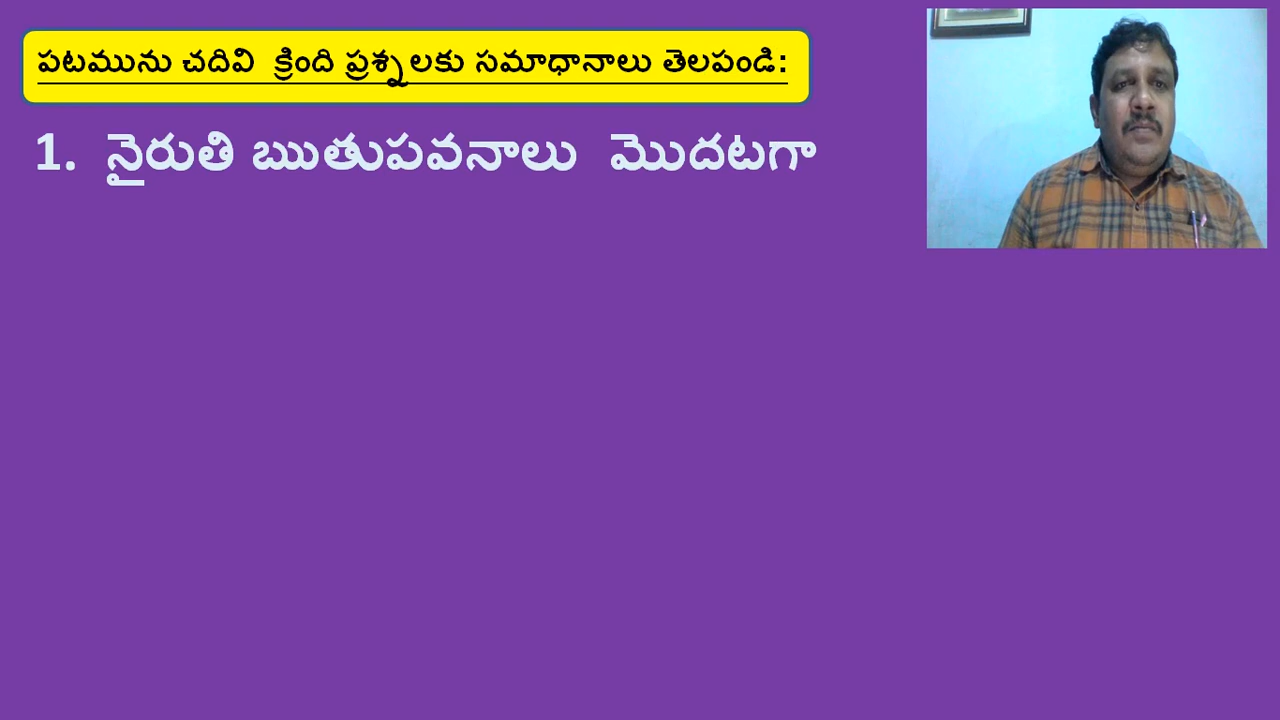 పటమును చదివి క్రింది ప్రశ్నలకు సమాధానాలు తెలపండి:
1. నైరుతి ఋతుపవనాలు మొదటగా